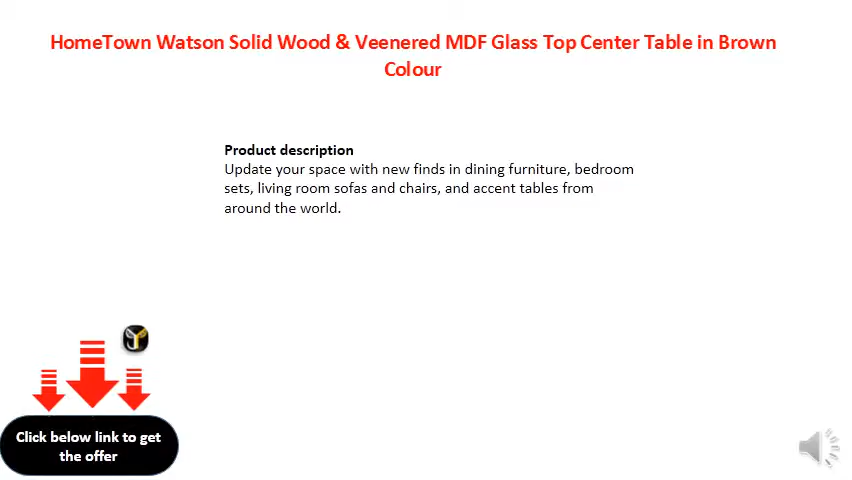 HomeTown Watson Solid Wood & Veenered MDF Glass Top Center Table in Brown
Colour
Product description
Update your space with new finds in dining furniture, bedroom
sets, living room sofas and chairs, and accent tables from
around the world.
Click below link to get
the offer